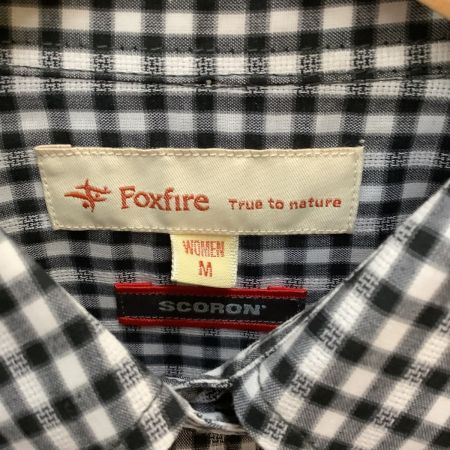 Foxfire True to nature
WOMEN
M
SCORON®